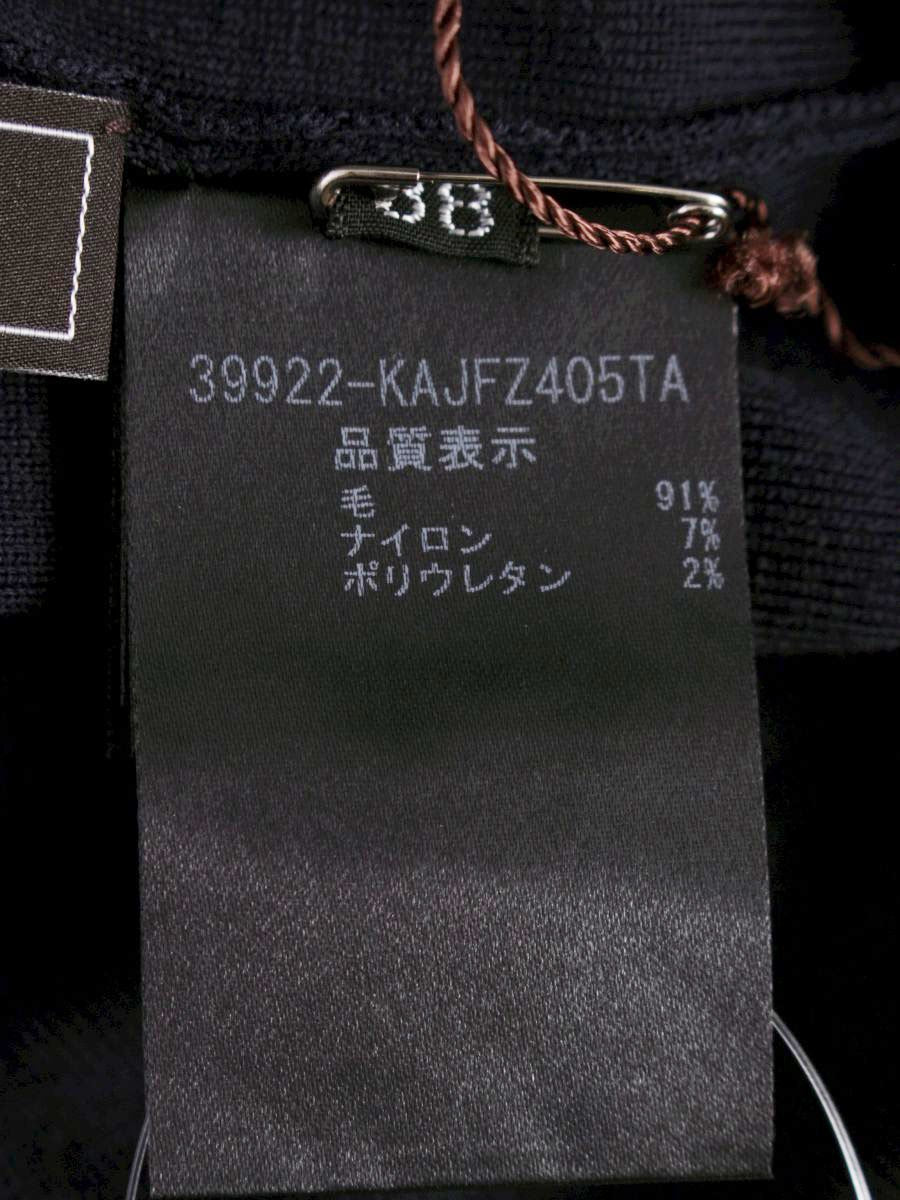 38
39922-KAJFZ405TA
品質表示
毛 91%
ナイロン 7%
ポリウレタン 2%